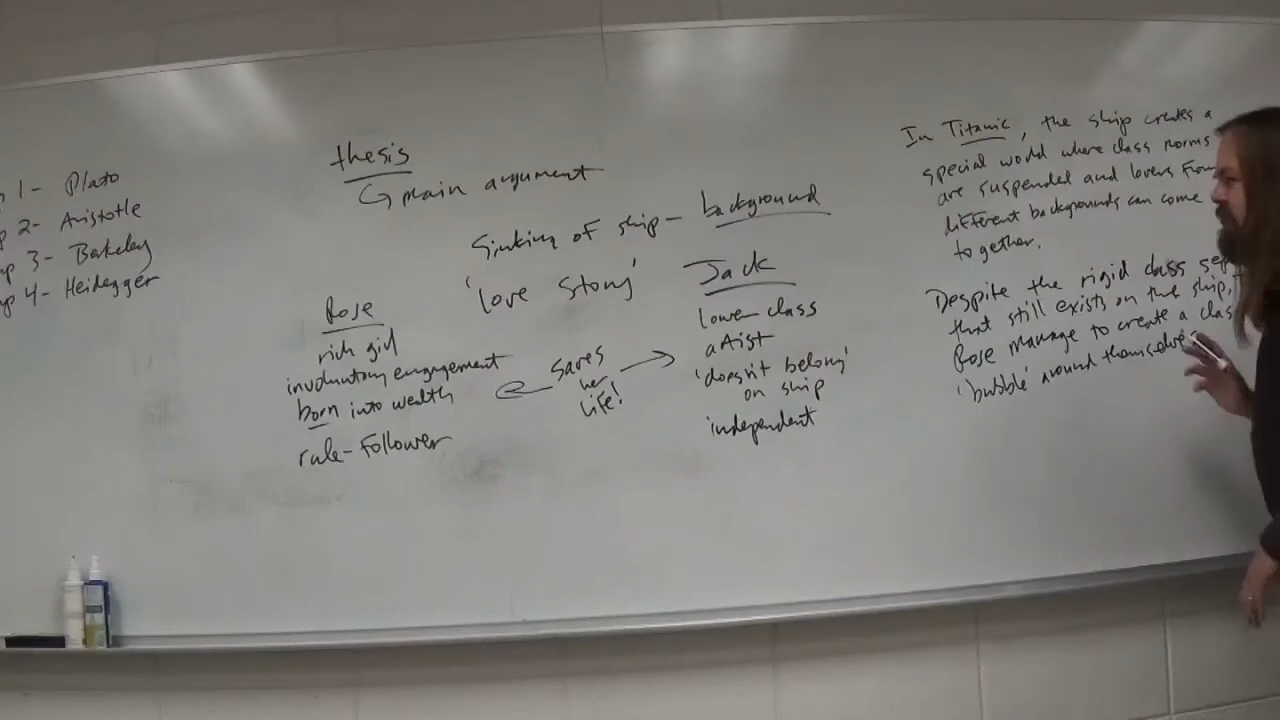 1- Plato
2- Aristotle
3- Bakeley
4- Heidegger
thesis
main argument
Sinking of ship - background
'love story'
Rose
rich girl
involuntary engagement
born into wealth
rule-follower
saves
her
life!
Jack
lower class
artist
'doesn't belong'
on ship
independent
In Titanic, the ship creates a
special world where class norms
are suspended and lovers from
different backgrounds can come
together.
Despite the rigid class
that still exists on the ship,
Rose manage to create a
'bubble' around themselves